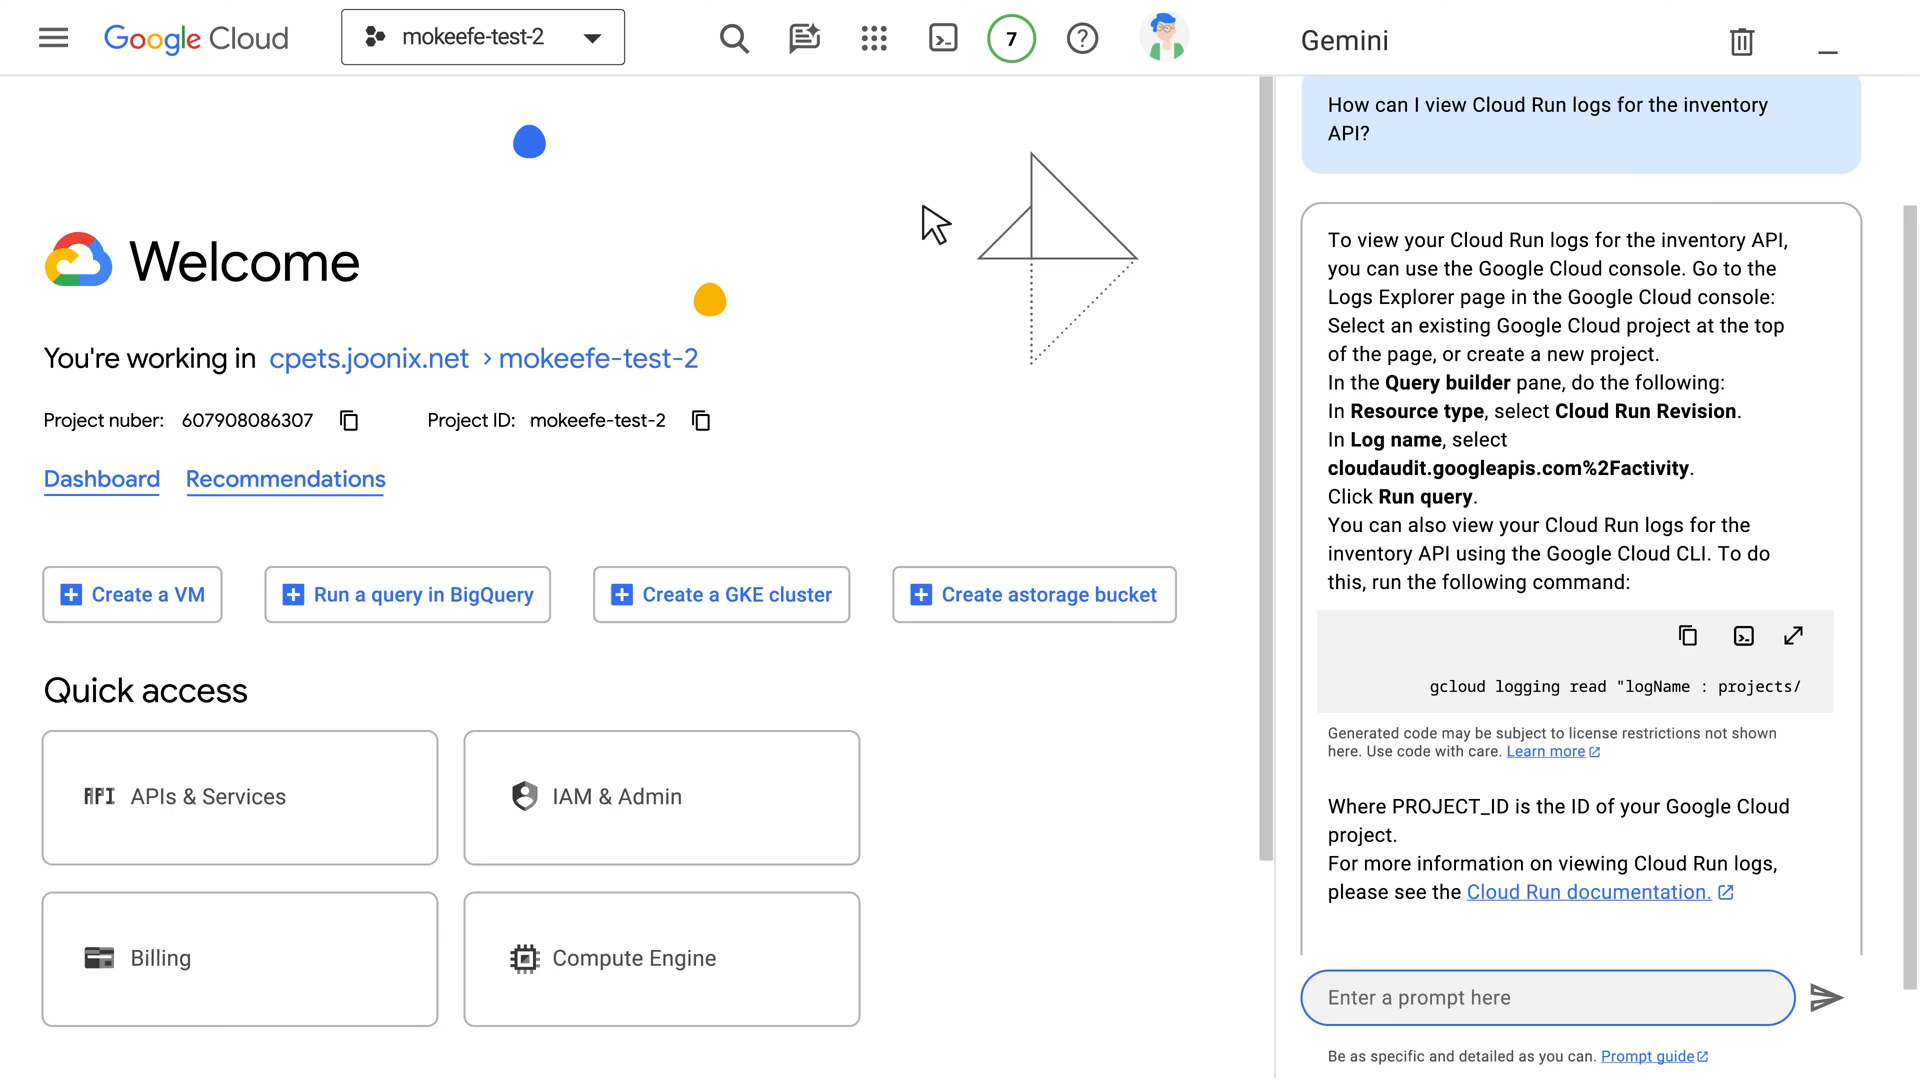 Google Cloud
mokeefe-test-2
7
Welcome
You're working in cpets.joonix.net › mokeefe-test-2
Project nuber: 607908086307 Project ID: mokeefe-test-2
Dashboard Recommendations
Create a VM
Run a query in BigQuery
Create a GKE cluster
Create astorage bucket
Quick access
API APIs & Services
IAM & Admin
Billing
Compute Engine
Gemini
How can I view Cloud Run logs for the inventory
API?
To view your Cloud Run logs for the inventory API,
you can use the Google Cloud console. Go to the
Logs Explorer page in the Google Cloud console:
Select an existing Google Cloud project at the top
of the page, or create a new project.
In the Query builder pane, do the following:
In Resource type, select Cloud Run Revision.
In Log name, select
cloudaudit.googleapis.com%2Factivity.
Click Run query.
You can also view your Cloud Run logs for the
inventory API using the Google Cloud CLI. To do
this, run the following command:
gcloud logging read "logName : projects/
Generated code may be subject to license restrictions not shown
here. Use code with care. Learn more
Where PROJECT_ID is the ID of your Google Cloud
project.
For more information on viewing Cloud Run logs,
please see the Cloud Run documentation.
Enter a prompt here
Be as specific and detailed as you can. Prompt guide